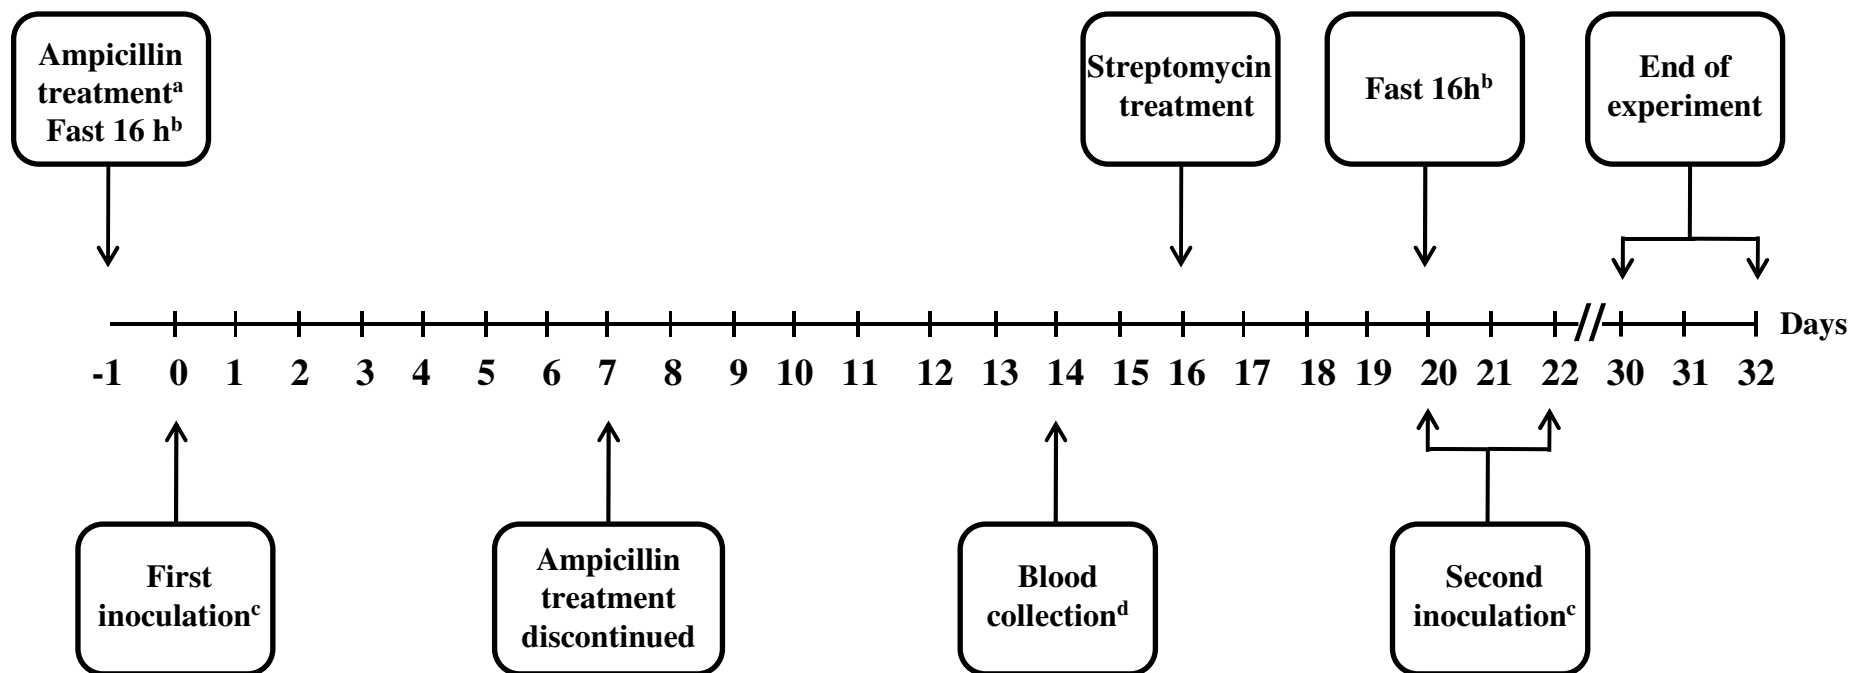 Ampicillin
treatmentᵃ
Fast 16 hᵇ
Streptomycin
treatment
Fast 16hᵇ
End of
experiment
Days
-1 0 1 2 3 4 5 6 7 8 9 10 11 12 13 14 15 16 17 18 19 20 21 22 // 30 31 32
First
inoculationᶜ
Ampicillin
treatment
discontinued
Blood
collectionᵈ
Second
inoculationᶜ